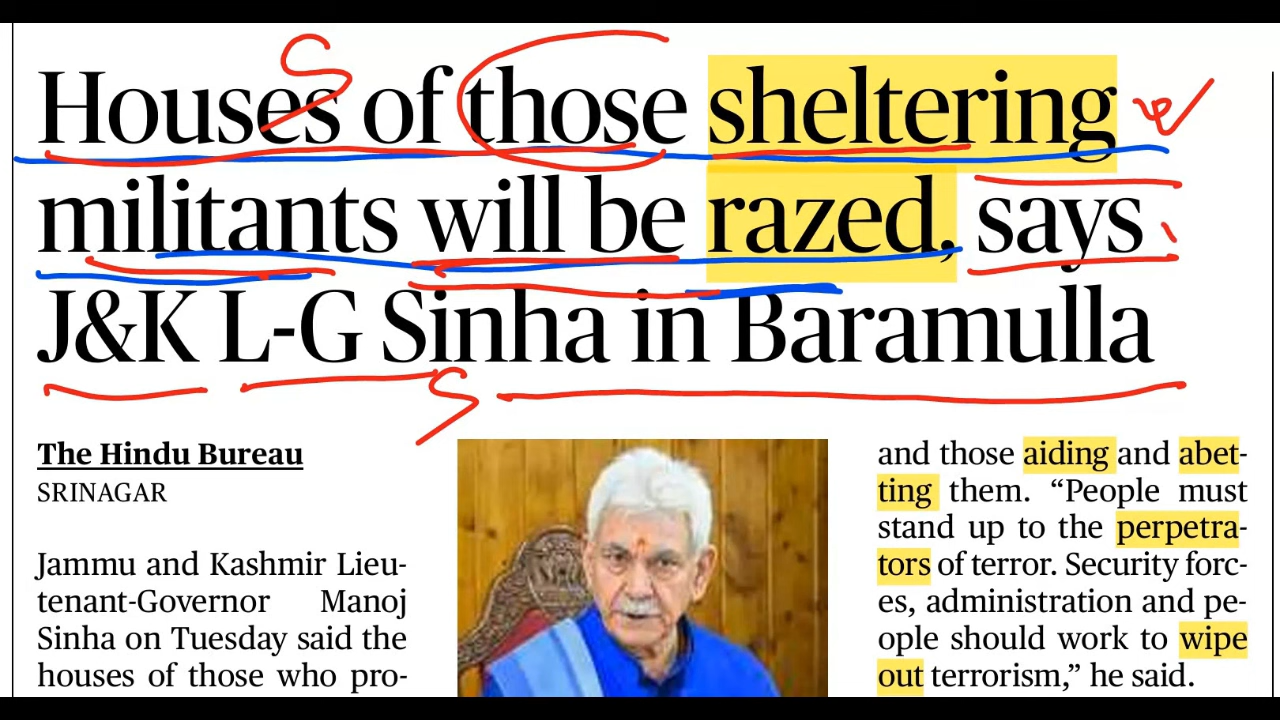 Houses of those sheltering
militants will be razed, says
J&K L-G Sinha in Baramulla
The Hindu Bureau
SRINAGAR
Jammu and Kashmir Lieu-
tenant-Governor Manoj
Sinha on Tuesday said the
houses of those who pro-
and those aiding and abet-
ting them. “People must
stand up to the perpetra-
tors of terror. Security forc-
es, administration and pe-
ople should work to wipe
out terrorism,” he said.